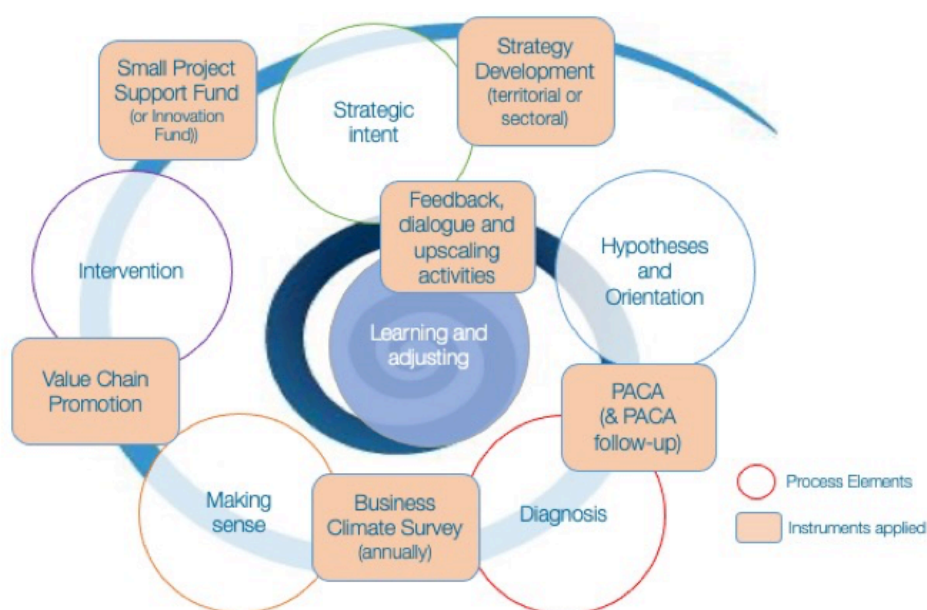 Small Project
Support Fund
(or Innovation
Fund))
Strategic
intent
Strategy
Development
(territorial or
sectoral)
Feedback,
dialogue and
upscaling
activities
Hypotheses
and
Orientation
Intervention
Learning and
adjusting
Value Chain
Promotion
PACA
(& PACA
follow-up)
Making
sense
Business
Climate Survey
(annually)
Diagnosis
Process Elements
Instruments applied